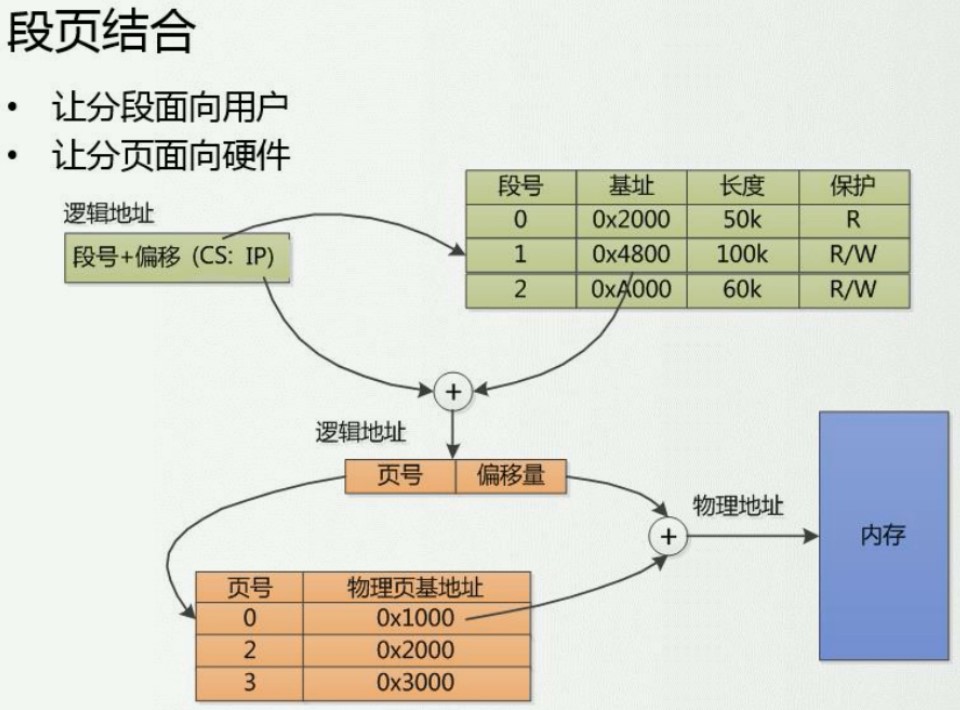 段页结合
• 让分段面向用户
• 让分页面向硬件
逻辑地址
段号+偏移 (CS: IP)
段号 基址 长度 保护
0 0x2000 50k R
1 0x4800 100k R/W
2 0xA000 60k R/W
+
逻辑地址
页号 偏移量
物理地址
+
内存
页号 物理页基地址
0 0x1000
2 0x2000
3 0x3000